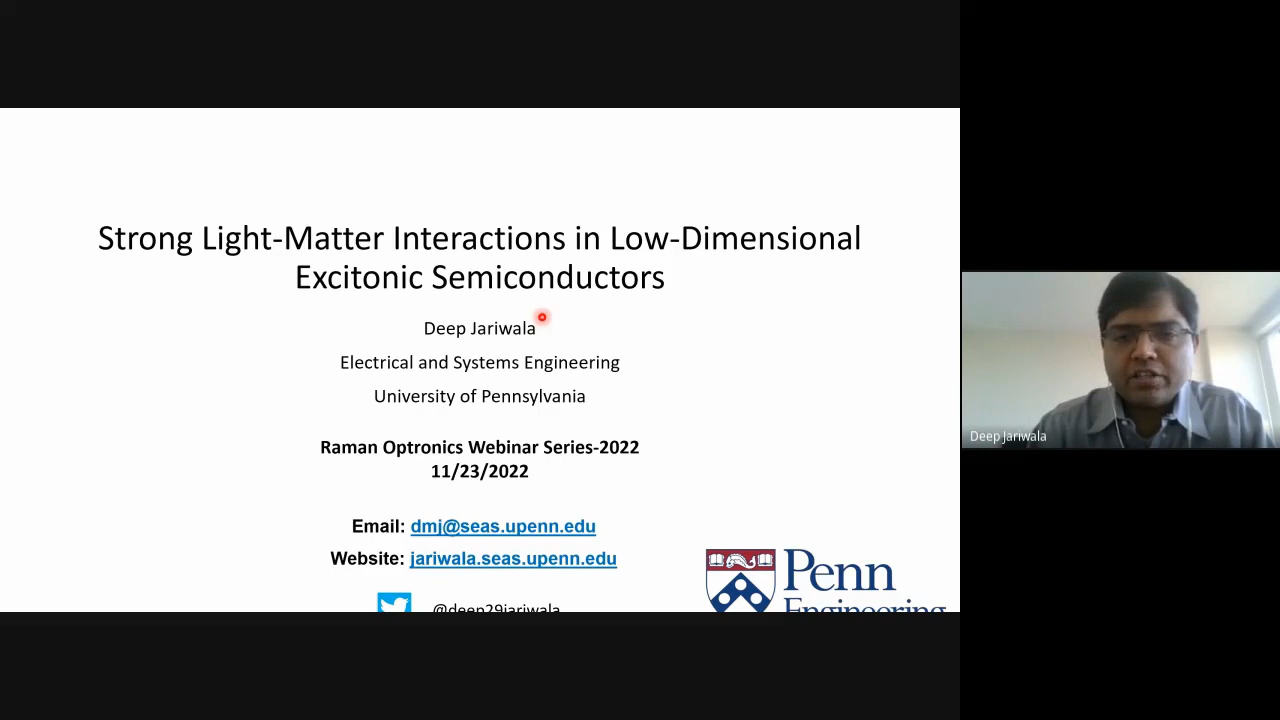 Strong Light-Matter Interactions in Low-Dimensional
Excitonic Semiconductors
Deep Jariwala
Electrical and Systems Engineering
University of Pennsylvania
Raman Optronics Webinar Series-2022
11/23/2022
Email: dmj@seas.upenn.edu
Website: jariwala.seas.upenn.edu
@deep29jariwala
Penn
Engineering
Deep Jariwala